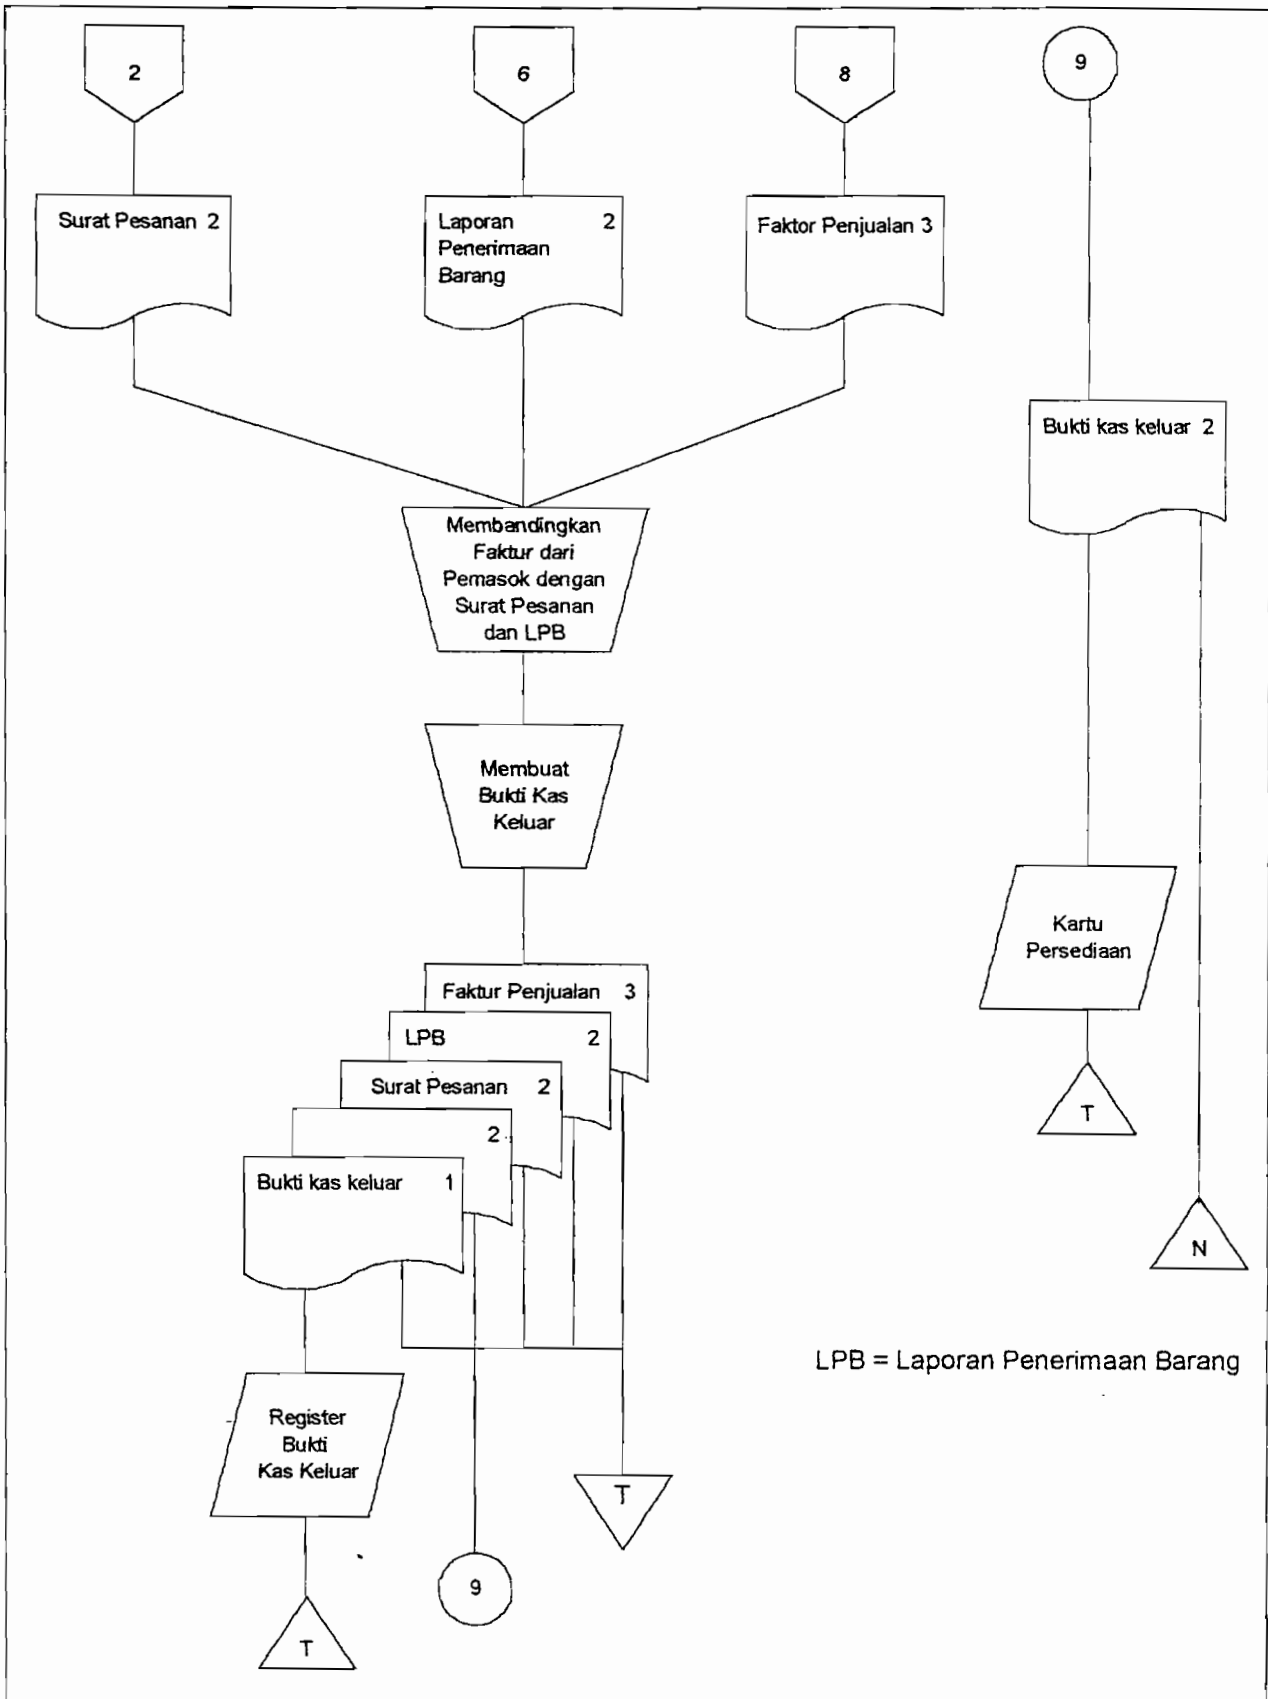 2
6
8
9
Surat Pesanan 2
Laporan 2
Penerimaan
Barang
Faktor Penjualan 3
Bukti kas keluar 2
Membandingkan
Faktur dari
Pemasok dengan
Surat Pesanan
dan LPB
Membuat
Bukti Kas
Keluar
Kartu
Persediaan
T
N
Faktur Penjualan 3
LPB 2
Surat Pesanan 2
2
Bukti kas keluar 1
LPB = Laporan Penerimaan Barang
Register
Bukti
Kas Keluar
T
9
T